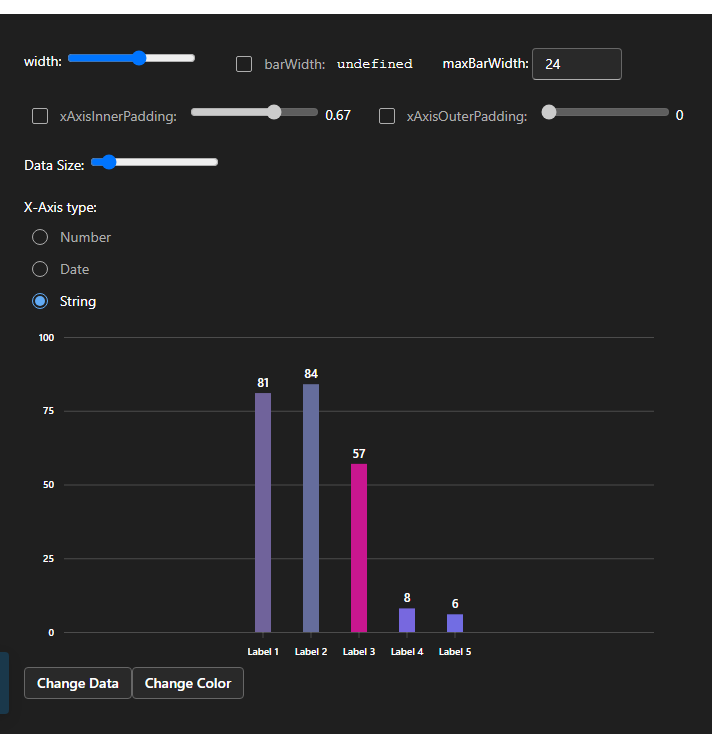 width: barWidth: undefined maxBarWidth: 24
xAxisInnerPadding: 0.67 xAxisOuterPadding: 0
Data Size:
X-Axis type:
Number
Date
String
100
84
81
75
57
50
25
8
6
0
Label 1 Label 2 Label 3 Label 4 Label 5
Change Data Change Color